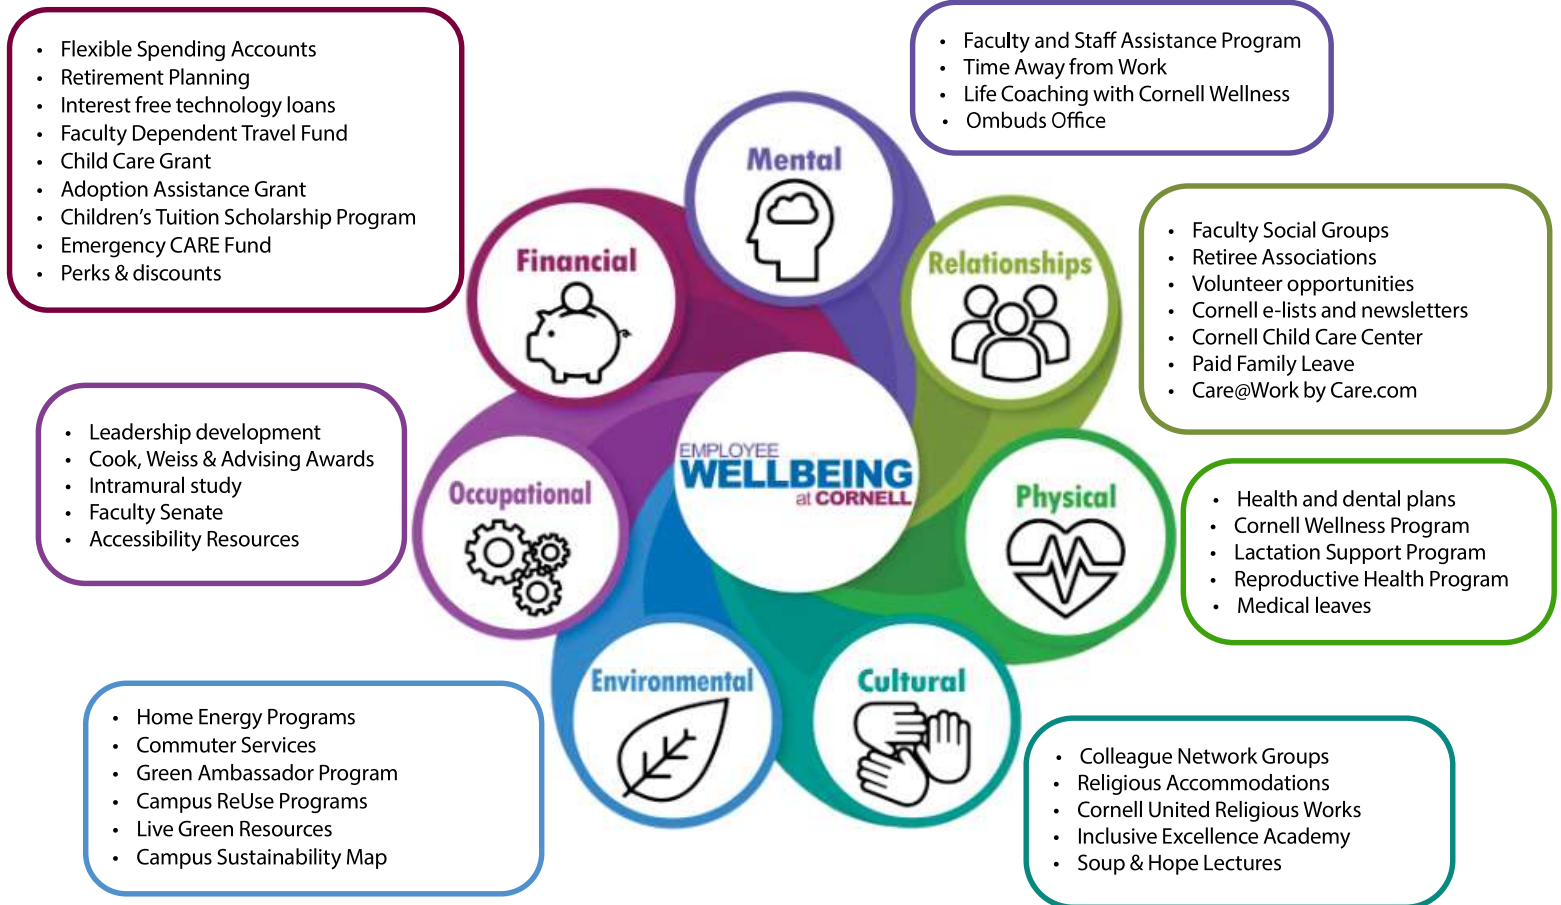 • Flexible Spending Accounts
• Retirement Planning
• Interest free technology loans
• Faculty Dependent Travel Fund
• Child Care Grant
• Adoption Assistance Grant
• Children’s Tuition Scholarship Program
• Emergency CARE Fund
• Perks & discounts
• Faculty and Staff Assistance Program
• Time Away from Work
• Life Coaching with Cornell Wellness
• Ombuds Office
Mental
Financial
Relationships
• Faculty Social Groups
• Retiree Associations
• Volunteer opportunities
• Cornell e-lists and newsletters
• Cornell Child Care Center
• Paid Family Leave
• Care@Work by Care.com
• Leadership development
• Cook, Weiss & Advising Awards
• Intramural study
• Faculty Senate
• Accessibility Resources
Occupational
EMPLOYEE
WELLBEING
at CORNELL
Physical
• Health and dental plans
• Cornell Wellness Program
• Lactation Support Program
• Reproductive Health Program
• Medical leaves
Environmental
Cultural
• Home Energy Programs
• Commuter Services
• Green Ambassador Program
• Campus ReUse Programs
• Live Green Resources
• Campus Sustainability Map
• Colleague Network Groups
• Religious Accommodations
• Cornell United Religious Works
• Inclusive Excellence Academy
• Soup & Hope Lectures